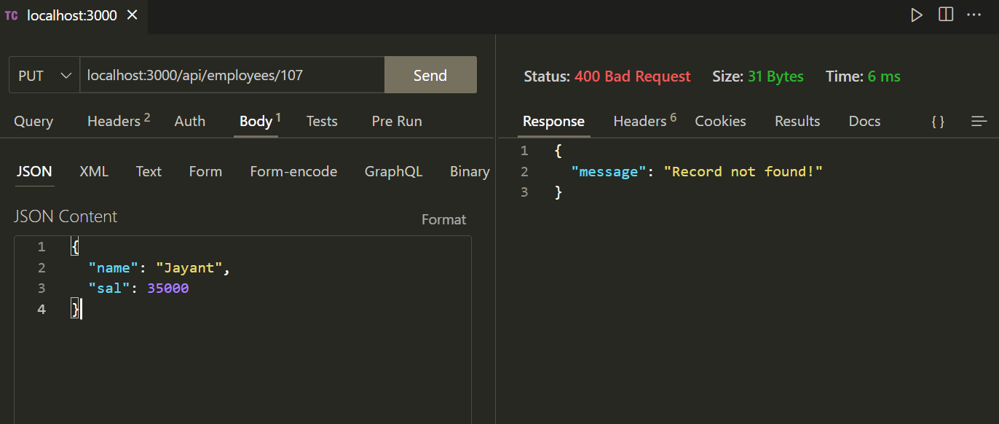 TC localhost:3000 ✕
PUT localhost:3000/api/employees/107 Send
Query Headers 2 Auth Body 1 Tests Pre Run
JSON XML Text Form Form-encode GraphQL Binary
JSON Content
Format
1 {
2 "name": "Jayant",
3 "sal": 35000
4 }
Status: 400 Bad Request Size: 31 Bytes Time: 6 ms
Response Headers 6 Cookies Results Docs { }
1 {
2 "message": "Record not found!"
3 }